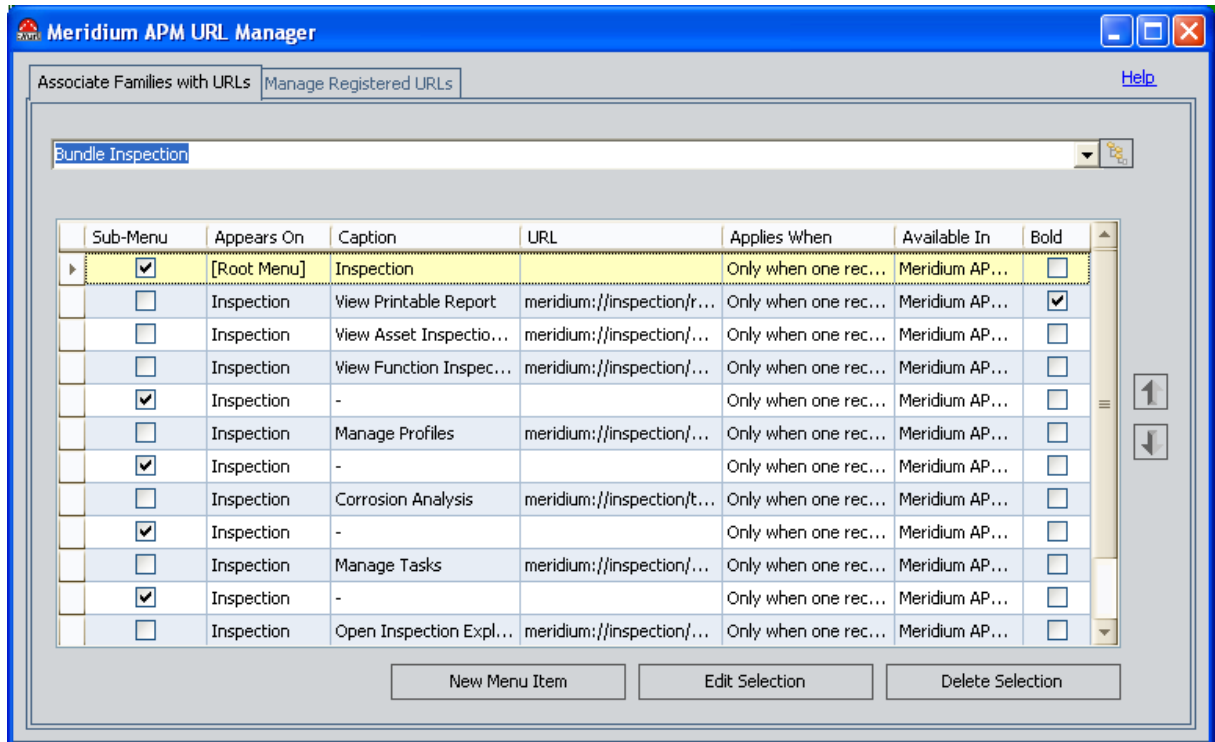 Meridium APM URL Manager
Associate Families with URLs Manage Registered URLs Help
Bundle Inspection
Sub-Menu Appears On Caption URL Applies When Available In Bold
[Root Menu] Inspection Only when one rec... Meridium AP...
Inspection View Printable Report meridium://inspection/r... Only when one rec... Meridium AP...
Inspection View Asset Inspectio... meridium://inspection/... Only when one rec... Meridium AP...
Inspection View Function Inspec... meridium://inspection/... Only when one rec... Meridium AP...
Inspection - Only when one rec... Meridium AP...
Inspection Manage Profiles meridium://inspection/... Only when one rec... Meridium AP...
Inspection - Only when one rec... Meridium AP...
Inspection Corrosion Analysis meridium://inspection/t... Only when one rec... Meridium AP...
Inspection - Only when one rec... Meridium AP...
Inspection Manage Tasks meridium://inspection/... Only when one rec... Meridium AP...
Inspection - Only when one rec... Meridium AP...
Inspection Open Inspection Expl... meridium://inspection/... Only when one rec... Meridium AP...
New Menu Item Edit Selection Delete Selection